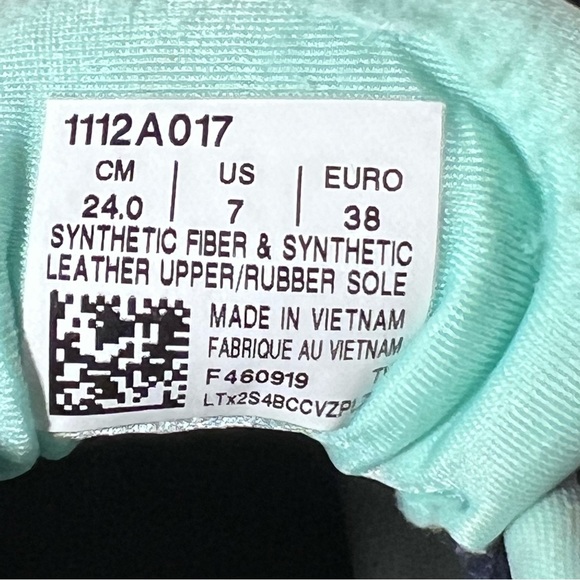 1112A017
CM | US | EURO
24.0 | 7 | 38
SYNTHETIC FIBER & SYNTHETIC
LEATHER UPPER/RUBBER SOLE
MADE IN VIETNAM
FABRIQUE AU VIETNAM
F460919